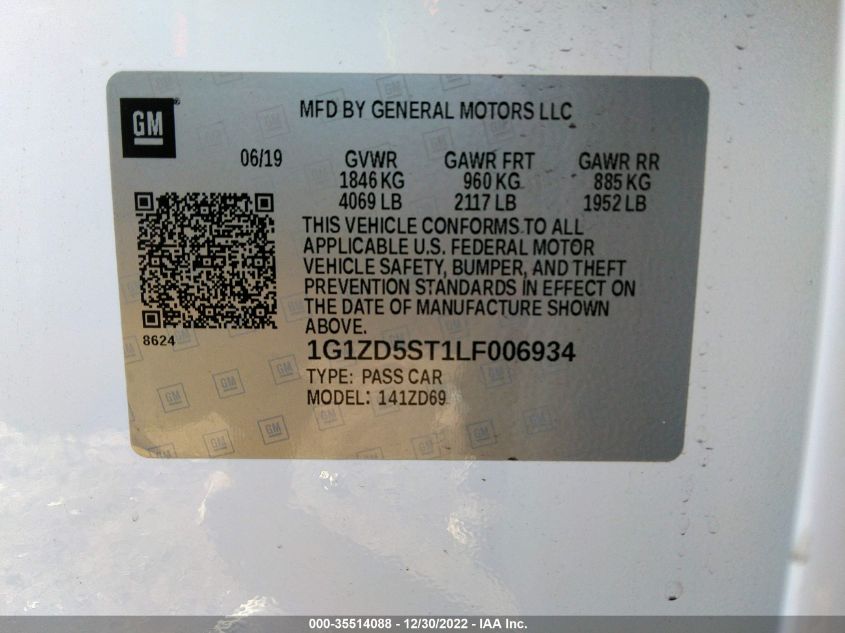 GM
MFD BY GENERAL MOTORS LLC
06/19 GVWR GAWR FRT GAWR RR
1846 KG 960 KG 885 KG
4069 LB 2117 LB 1952 LB
THIS VEHICLE CONFORMS TO ALL
APPLICABLE U.S. FEDERAL MOTOR
VEHICLE SAFETY, BUMPER, AND THEFT
PREVENTION STANDARDS IN EFFECT ON
THE DATE OF MANUFACTURE SHOWN
ABOVE.
8624
1G1ZD5ST1LF006934
TYPE: PASS CAR
MODEL: 141ZD69
000-35514088 - 12/30/2022 - IAA Inc.